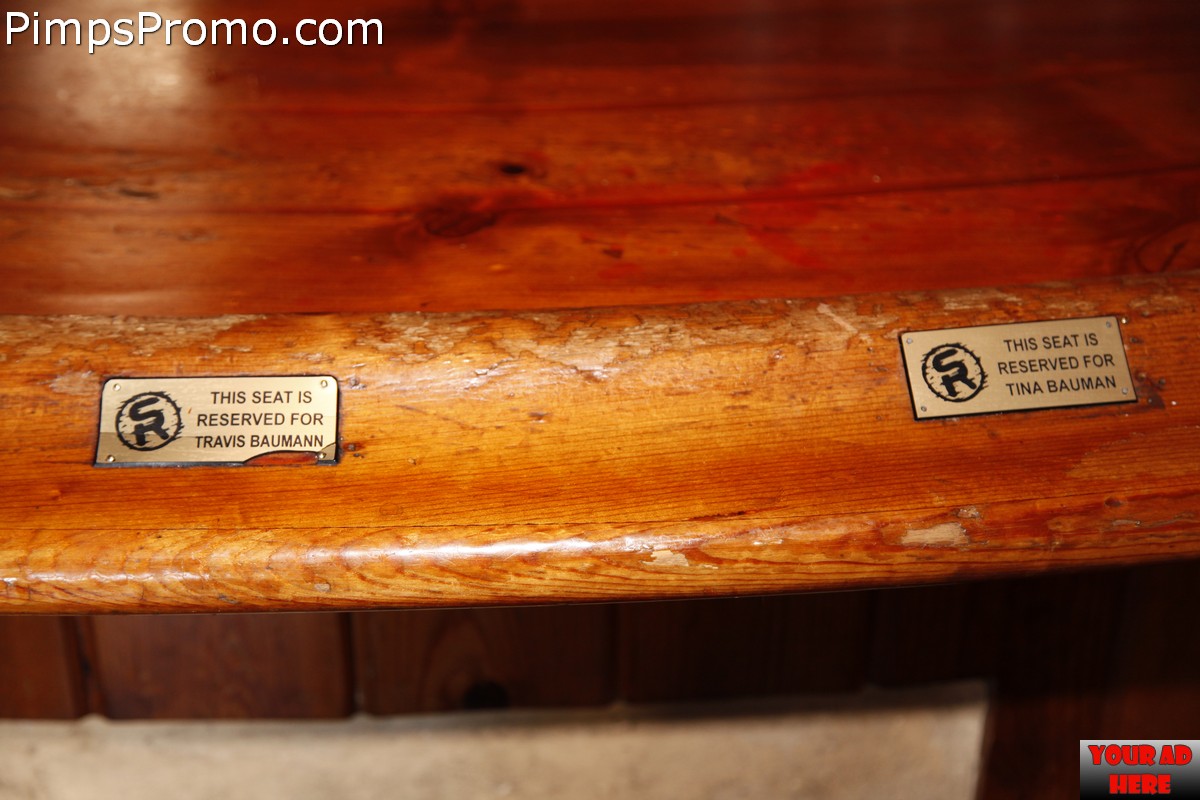 PimpsPromo.com
SR
THIS SEAT IS
RESERVED FOR
TRAVIS BAUMANN
SR
THIS SEAT IS
RESERVED FOR
TINA BAUMAN
YOUR AD
HERE